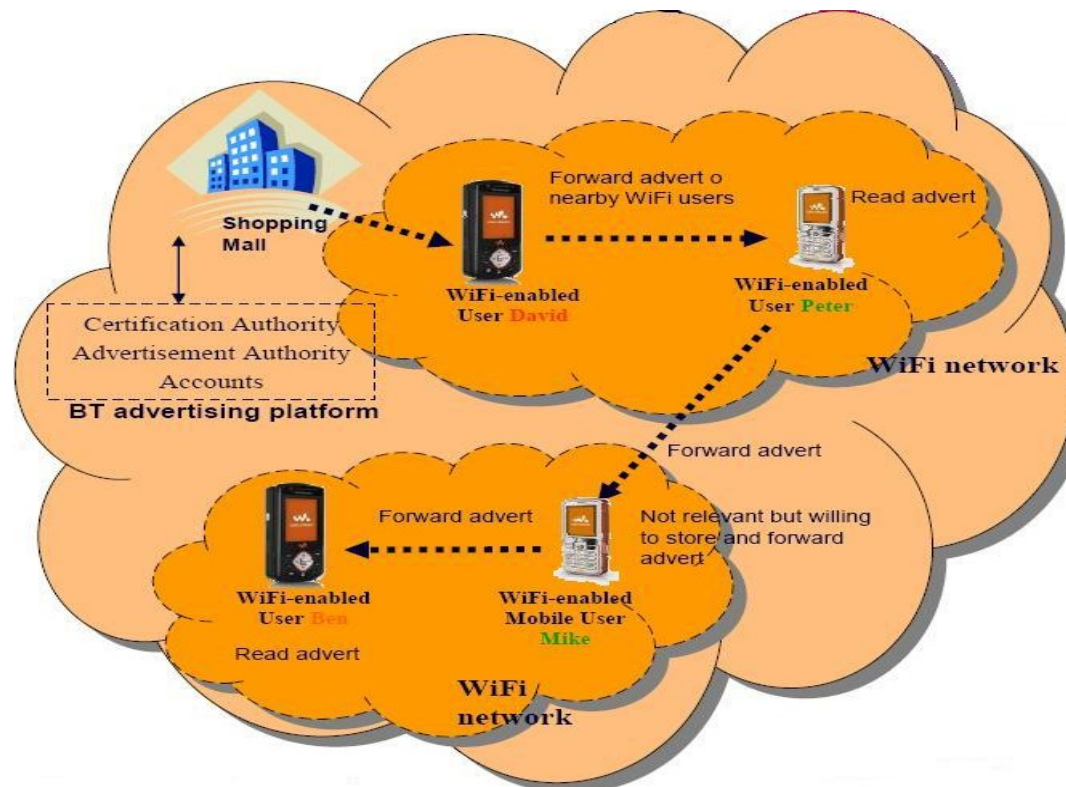 Forward advert o
nearby WiFi users
Read advert
Shopping
Mall
WiFi-enabled
User David
WiFi-enabled
User Peter
Certification Authority
Advertisement Authority
Accounts
BT advertising platform
WiFi network
Forward advert
Forward advert
Not relevant but willing
to store and forward
advert
WiFi-enabled
User Ben
WiFi-enabled
Mobile User
Mike
Read advert
WiFi
network